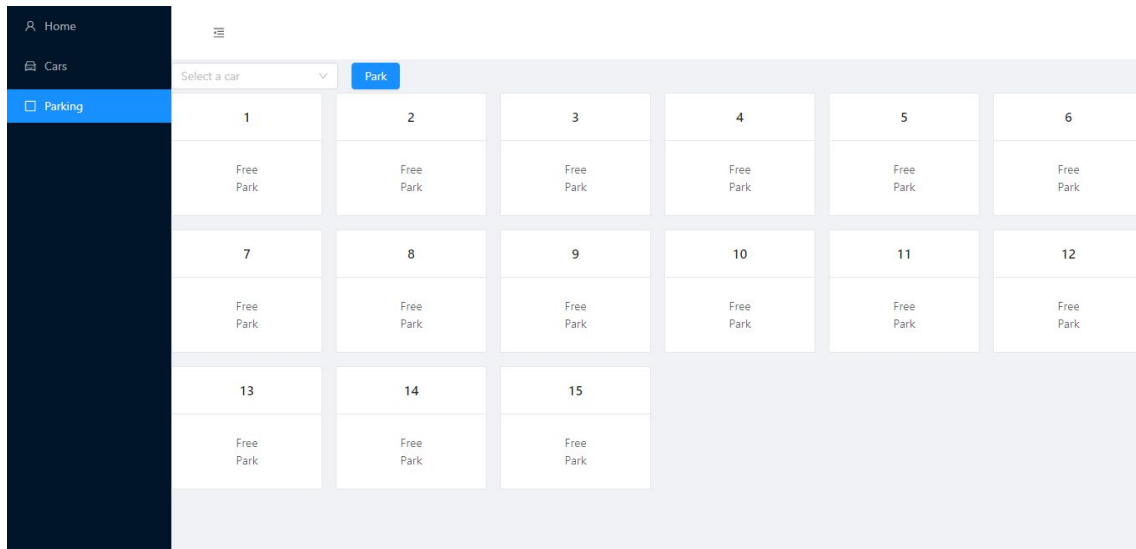 Home
Cars
Parking
Select a car
Park
1 2 3 4 5 6
Free Free Free Free Free Free
Park Park Park Park Park Park
7 8 9 10 11 12
Free Free Free Free Free Free
Park Park Park Park Park Park
13 14 15
Free Free Free
Park Park Park